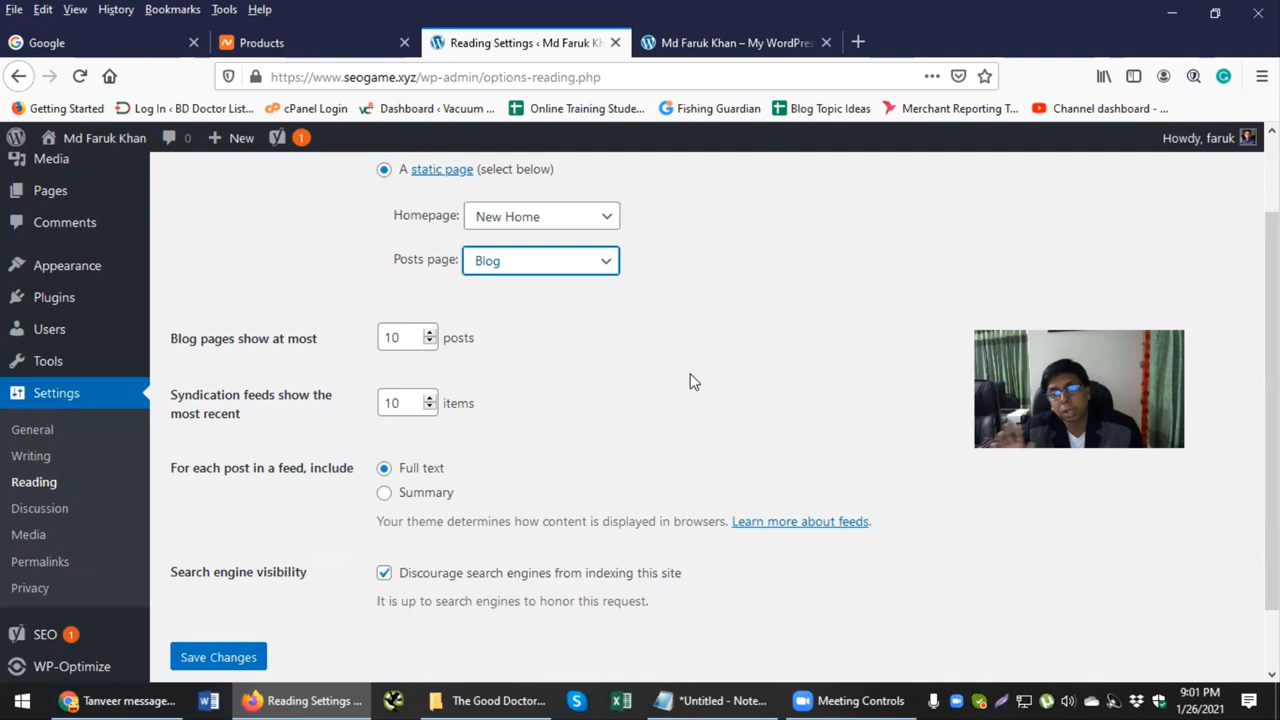 File Edit View History Bookmarks Tools Help
Google
Products
Reading Settings ‹ Md Faruk Kh
Md Faruk Khan – My WordPres
https://www.seogame.xyz/wp-admin/options-reading.php
Getting Started
Log In ‹ BD Doctor List...
cPanel Login
Dashboard ‹ Vacuum ...
Online Training Stude...
Fishing Guardian
Blog Topic Ideas
Merchant Reporting T...
Channel dashboard - ...
Md Faruk Khan
0
New
1
Howdy, faruk
Media
Pages
Comments
Appearance
Plugins
Users
Tools
Settings
General
Writing
Reading
Discussion
Media
Permalinks
Privacy
SEO 1
WP-Optimize
A static page (select below)
Homepage: New Home
Posts page: Blog
Blog pages show at most
10 posts
Syndication feeds show the
most recent
10 items
For each post in a feed, include
Full text
Summary
Your theme determines how content is displayed in browsers. Learn more about feeds.
Search engine visibility
Discourage search engines from indexing this site
It is up to search engines to honor this request.
Save Changes
Tanveer message...
Reading Settings ...
The Good Doctor...
*Untitled - Note...
Meeting Controls
9:01 PM
1/26/2021